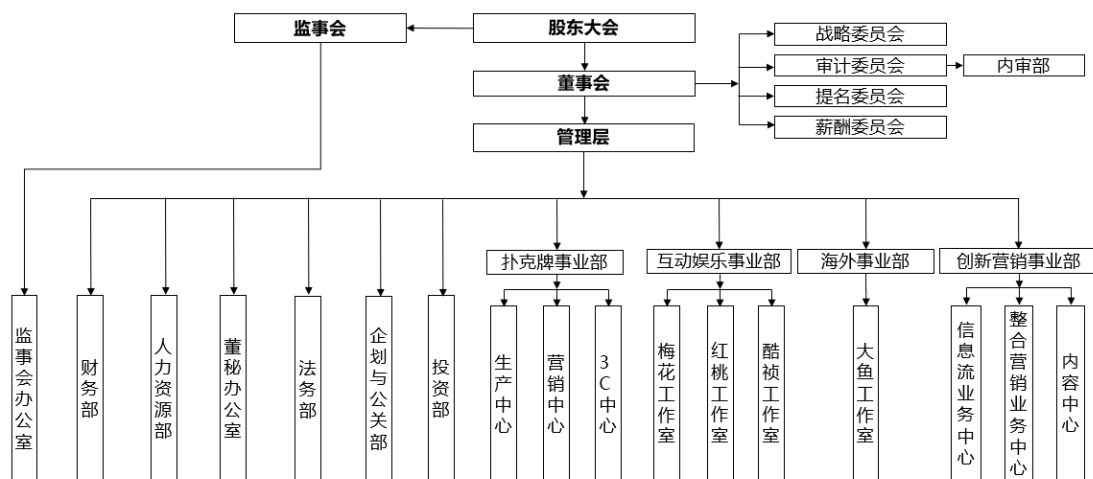 监事会
股东大会
战略委员会
审计委员会
内审部
董事会
提名委员会
薪酬委员会
管理层
扑克牌事业部
互动娱乐事业部
海外事业部
创新营销事业部
监事会办公室
财务部
人力资源部
董秘办公室
法务部
企划与公关部
投资部
生产中心
营销中心
3C中心
梅花工作室
红桃工作室
酷祯工作室
大鱼工作室
信息流业务中心
整合营销业务中心
内容中心